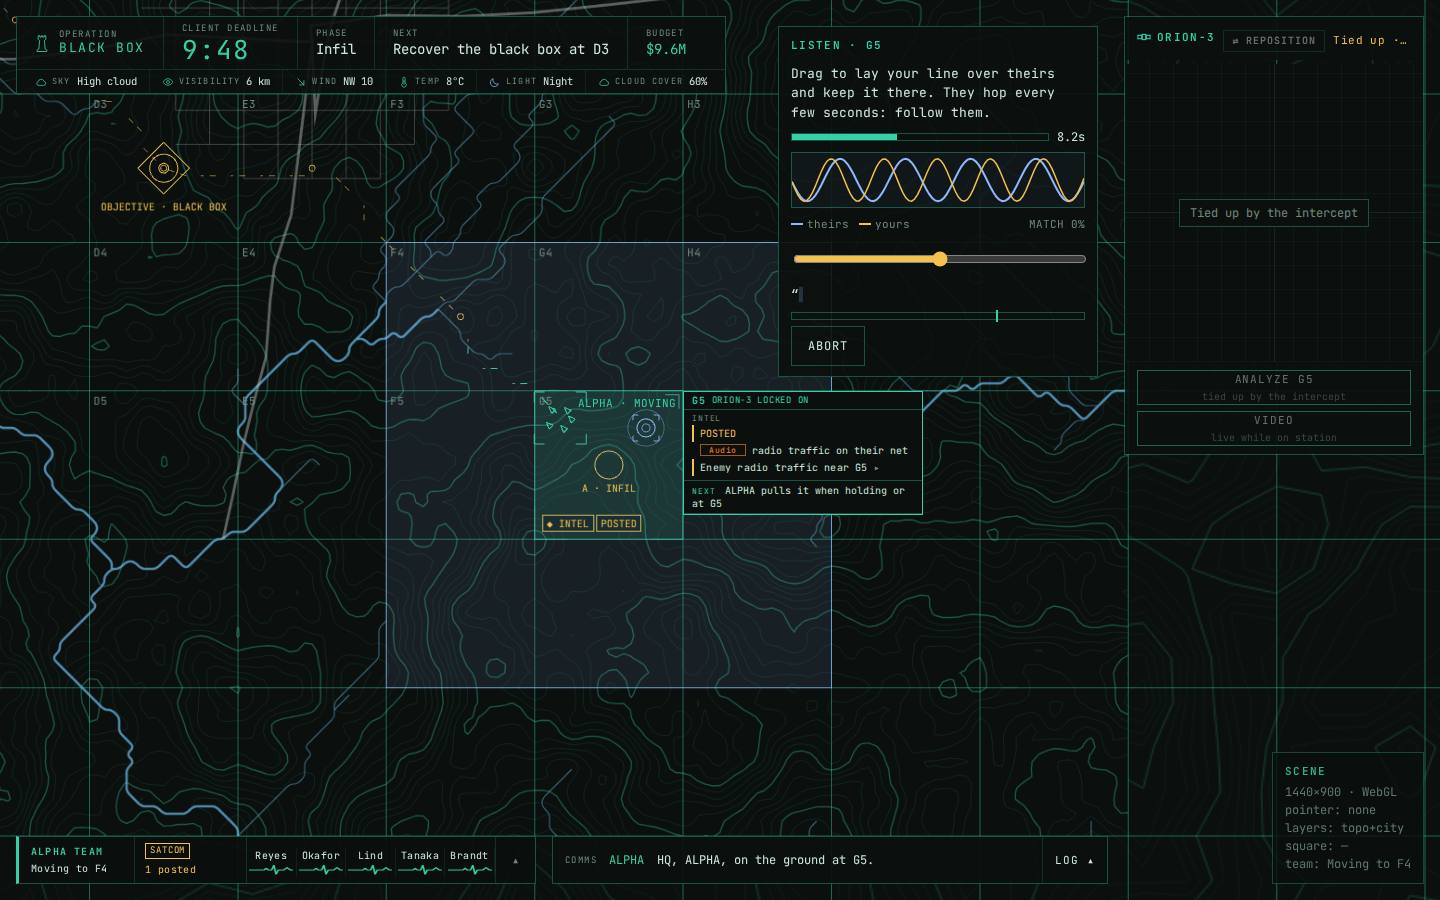 OPERATION
BLACK BOX
CLIENT DEADLINE
9:48
PHASE
Infil
NEXT
Recover the black box at D3
BUDGET
$9.6M
SKY High cloud
VISIBILITY 6 km
WIND NW 10
TEMP 8°C
LIGHT Night
CLOUD COVER 60%
D3
E3
F3
G3
H3
OBJECTIVE · BLACK BOX
D4
E4
F4
G4
H4
D5
E5
F5
G5
ALPHA · MOVING
A · INFIL
◆ INTEL
POSTED
G5 ORION-3 LOCKED ON
INTEL
POSTED
Audio radio traffic on their net
Enemy radio traffic near G5 ▸
NEXT ALPHA pulls it when holding or
at G5
LISTEN · G5
Drag to lay your line over theirs
and keep it there. They hop every
few seconds: follow them.
8.2s
theirs
yours
MATCH 0%
“
ABORT
ORION-3
⇄ REPOSITION
Tied up ·…
Tied up by the intercept
ANALYZE G5
tied up by the intercept
VIDEO
live while on station
SCENE
1440×900 · WebGL
pointer: none
layers: topo+city
square: —
team: Moving to F4
ALPHA TEAM
Moving to F4
SATCOM
1 posted
Reyes
Okafor
Lind
Tanaka
Brandt
▴
COMMS ALPHA HQ, ALPHA, on the ground at G5.
LOG ▴